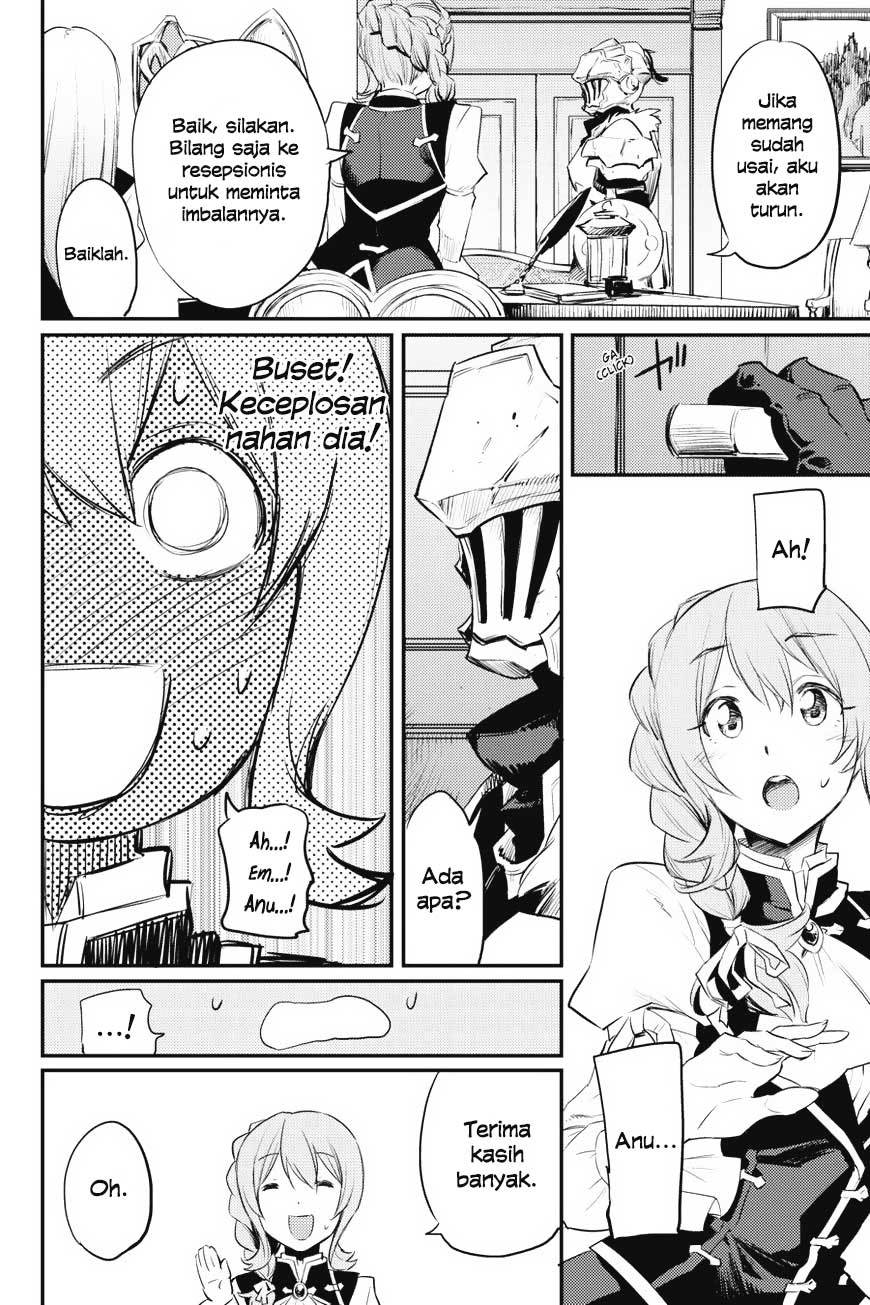 Jika
memang
sudah
usai, aku
akan
turun.
Baik, silakan.
Bilang saja ke
resepsionis
untuk meminta
imbalannya.
Baiklah.
GA
(CLICK)
ガ
Ah!
Anu...
Ada
apa?
Buset!
Keceplosan
nahan dia!
Ah...!
Em...!
Anu...!
...!
Terima
kasih
banyak.
Oh.